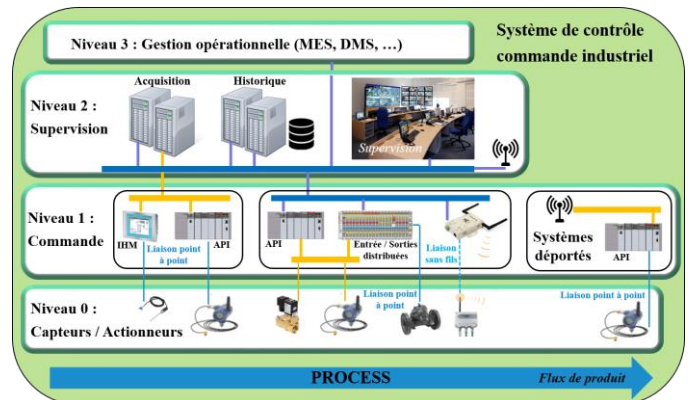 Système de contrôle
commande industriel
Niveau 3 : Gestion opérationnelle (MES, DMS, …)
Niveau 2 :
Supervision
Acquisition
Historique
Supervision
Niveau 1 :
Commande
IHM
Liaison point
à point
API
API
Entrée / Sorties
distribuées
Liaison
sans fils
Systèmes
déportés
API
Niveau 0 :
Capteurs / Actionneurs
Liaison point
à point
Liaison point à point
PROCESS
Flux de produit